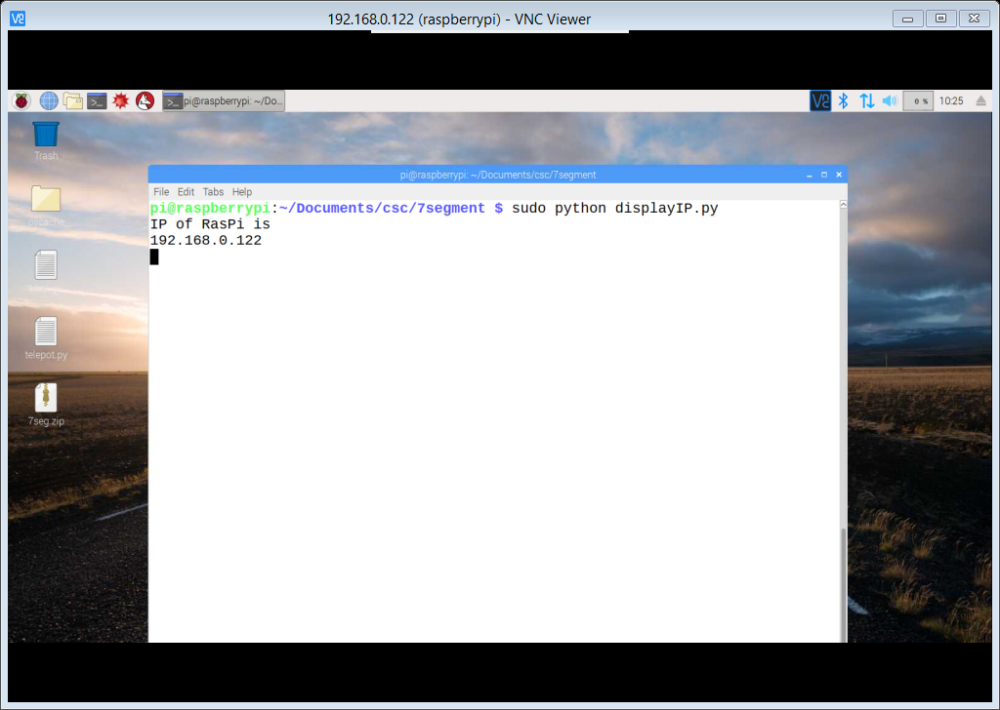 192.168.0.122 (raspberrypi) - VNC Viewer
pi@raspberrypi: ~/Do...
0 %
10:25
Trash
pycache
telepot.py
7seg.zip
pi@raspberrypi: ~/Documents/csc/7segment
File Edit Tabs Help
pi@raspberrypi:~/Documents/csc/7segment $ sudo python displayIP.py
IP of RasPi is
192.168.0.122